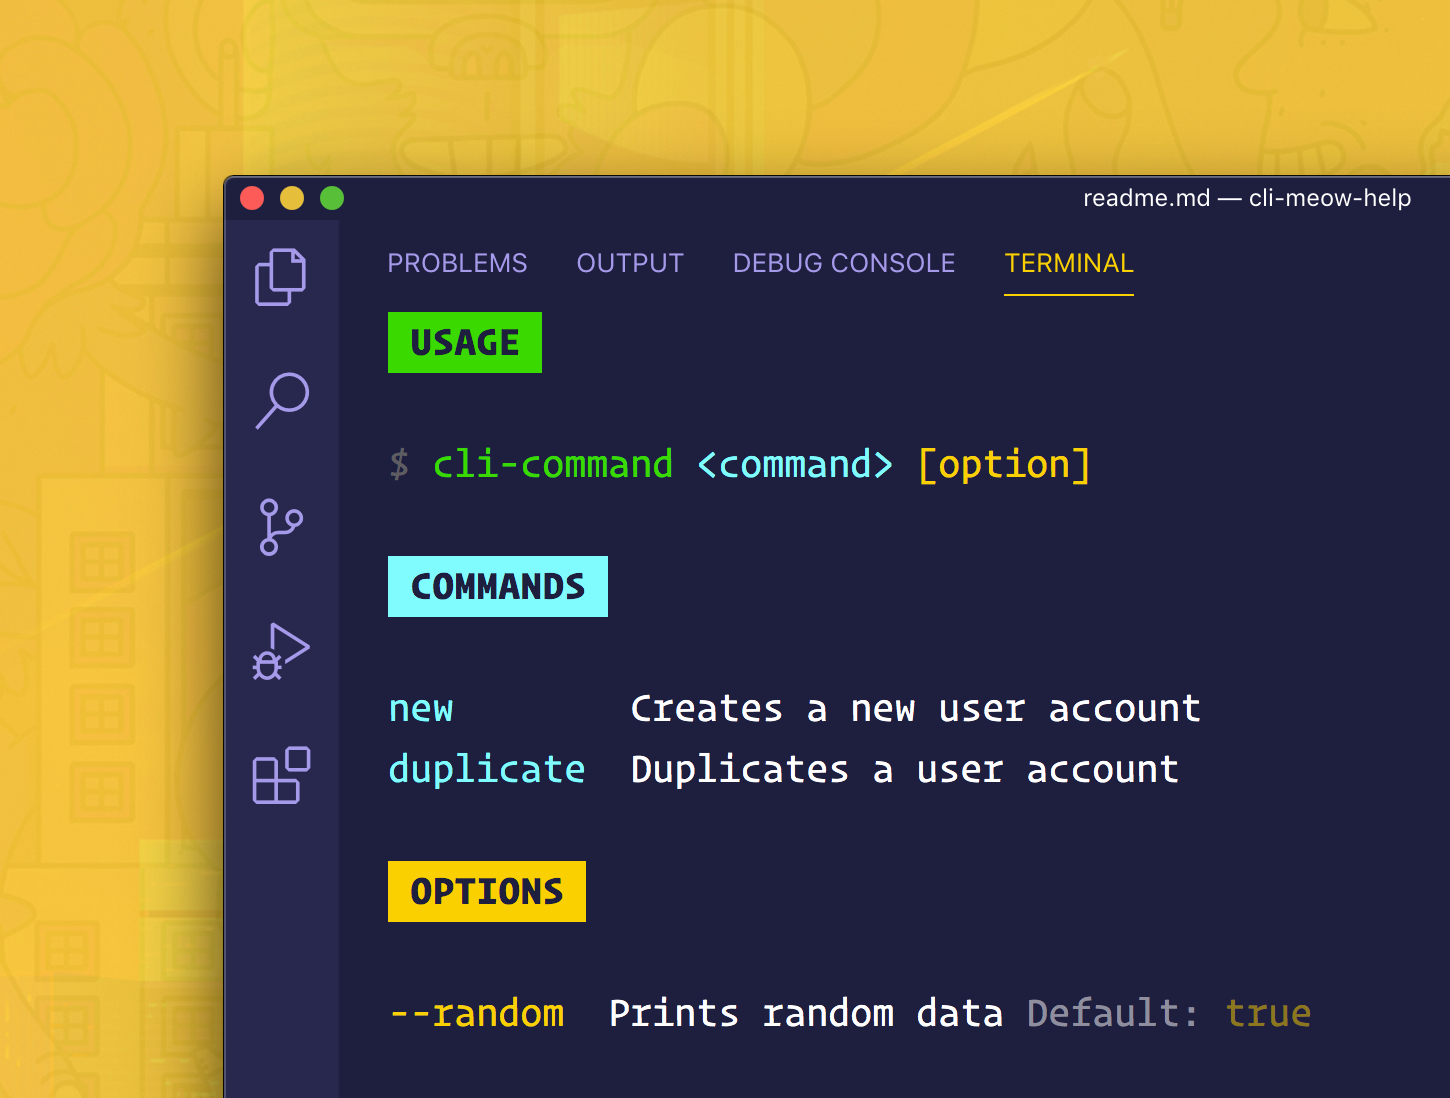 readme.md — cli-meow-help
PROBLEMS OUTPUT DEBUG CONSOLE TERMINAL
USAGE
$ cli-command <command> [option]
COMMANDS
new Creates a new user account
duplicate Duplicates a user account
OPTIONS
--random Prints random data Default: true